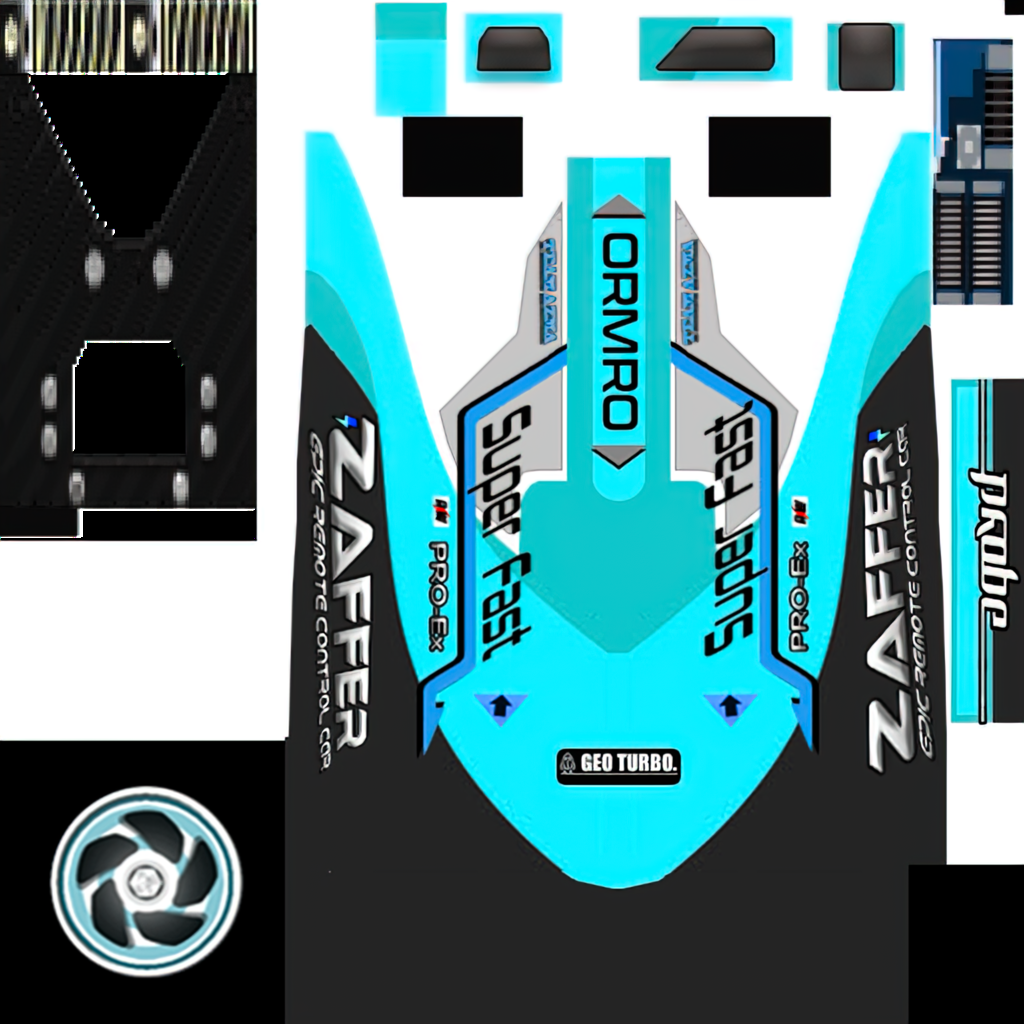 ORMRO
Super Fast
Super Fast
ZAFFER
EPIC REMOTE CONTROL CAR
PRO-Ex
PRO-Ex
ZAFFER
EPIC REMOTE CONTROL CAR
probe
GEO TURBO.